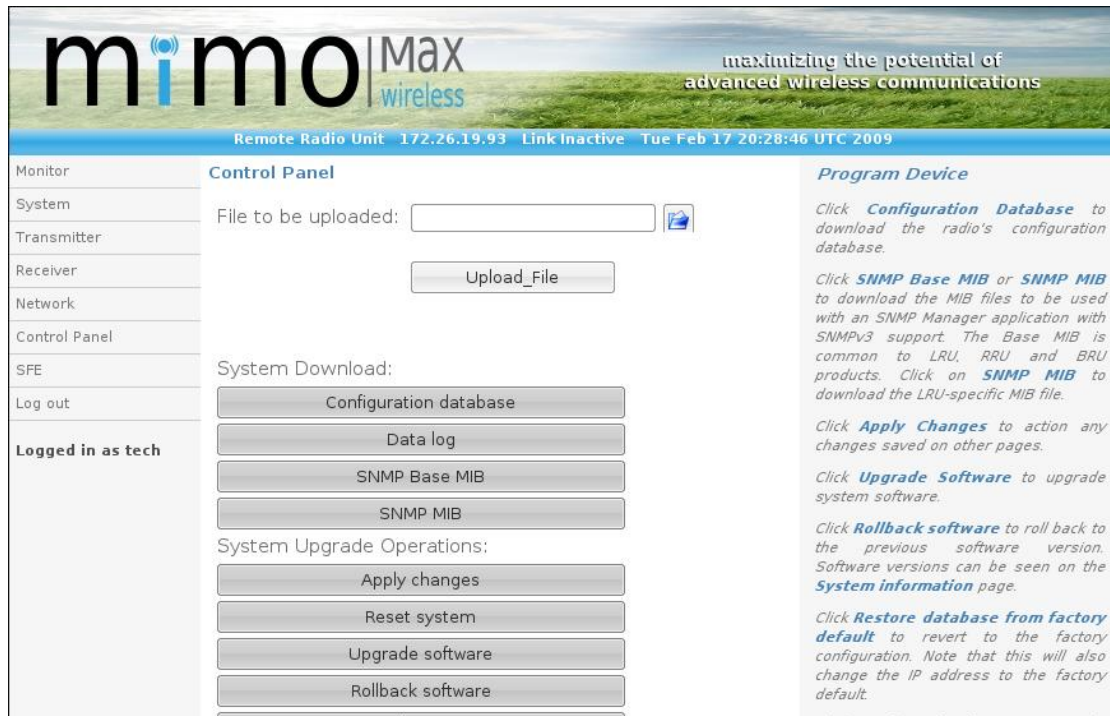 mimo Max wireless
maximizing the potential of
advanced wireless communications
Remote Radio Unit 172.26.19.93 Link Inactive Tue Feb 17 20:28:46 UTC 2009
Monitor
System
Transmitter
Receiver
Network
Control Panel
SFE
Log out
Logged in as tech
Control Panel
File to be uploaded:
Upload_File
System Download:
Configuration database
Data log
SNMP Base MIB
SNMP MIB
System Upgrade Operations:
Apply changes
Reset system
Upgrade software
Rollback software
Program Device
Click Configuration Database to
download the radio's configuration
database.
Click SNMP Base MIB or SNMP MIB
to download the MIB files to be used
with an SNMP Manager application with
SNMPv3 support. The Base MIB is
common to LRU, RRU and BRU
products. Click on SNMP MIB to
download the LRU-specific MIB file.
Click Apply Changes to action any
changes saved on other pages.
Click Upgrade Software to upgrade
system software.
Click Rollback software to roll back to
the previous software version.
Software versions can be seen on the
System information page.
Click Restore database from factory
default to revert to the factory
configuration. Note that this will also
change the IP address to the factory
default.